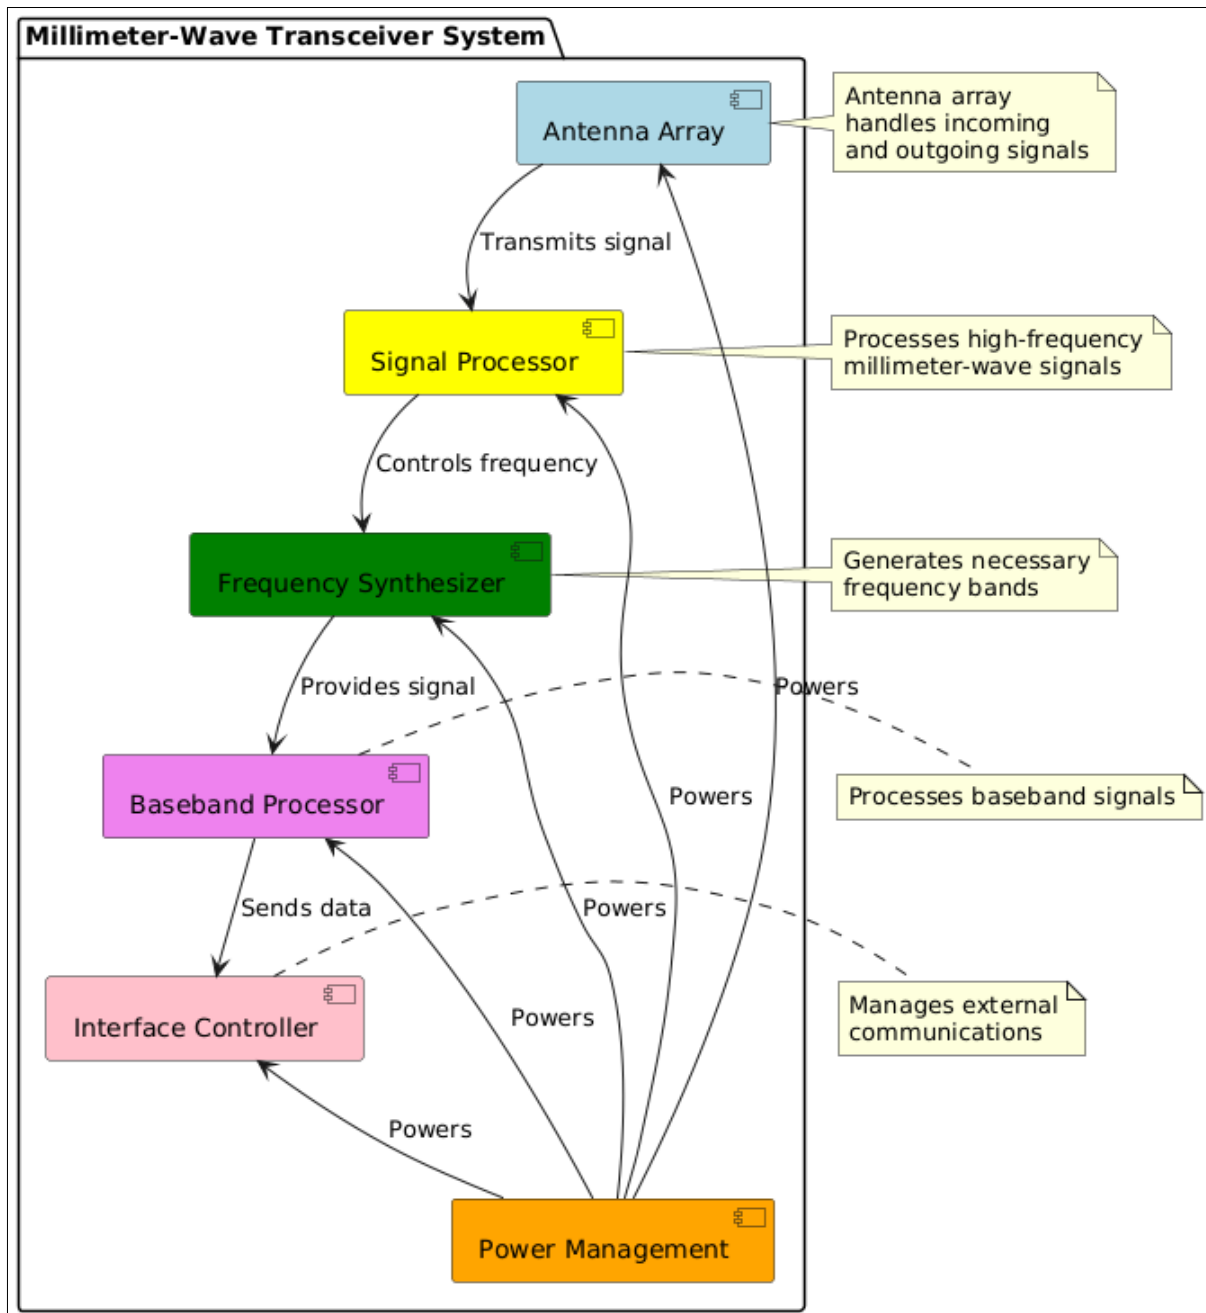 Millimeter-Wave Transceiver System
Antenna Array
Antenna array
handles incoming
and outgoing signals
Transmits signal
Signal Processor
Processes high-frequency
millimeter-wave signals
Controls frequency
Frequency Synthesizer
Generates necessary
frequency bands
Provides signal
Powers
Baseband Processor
Powers
Processes baseband signals
Sends data
Powers
Interface Controller
Powers
Manages external
communications
Powers
Power Management